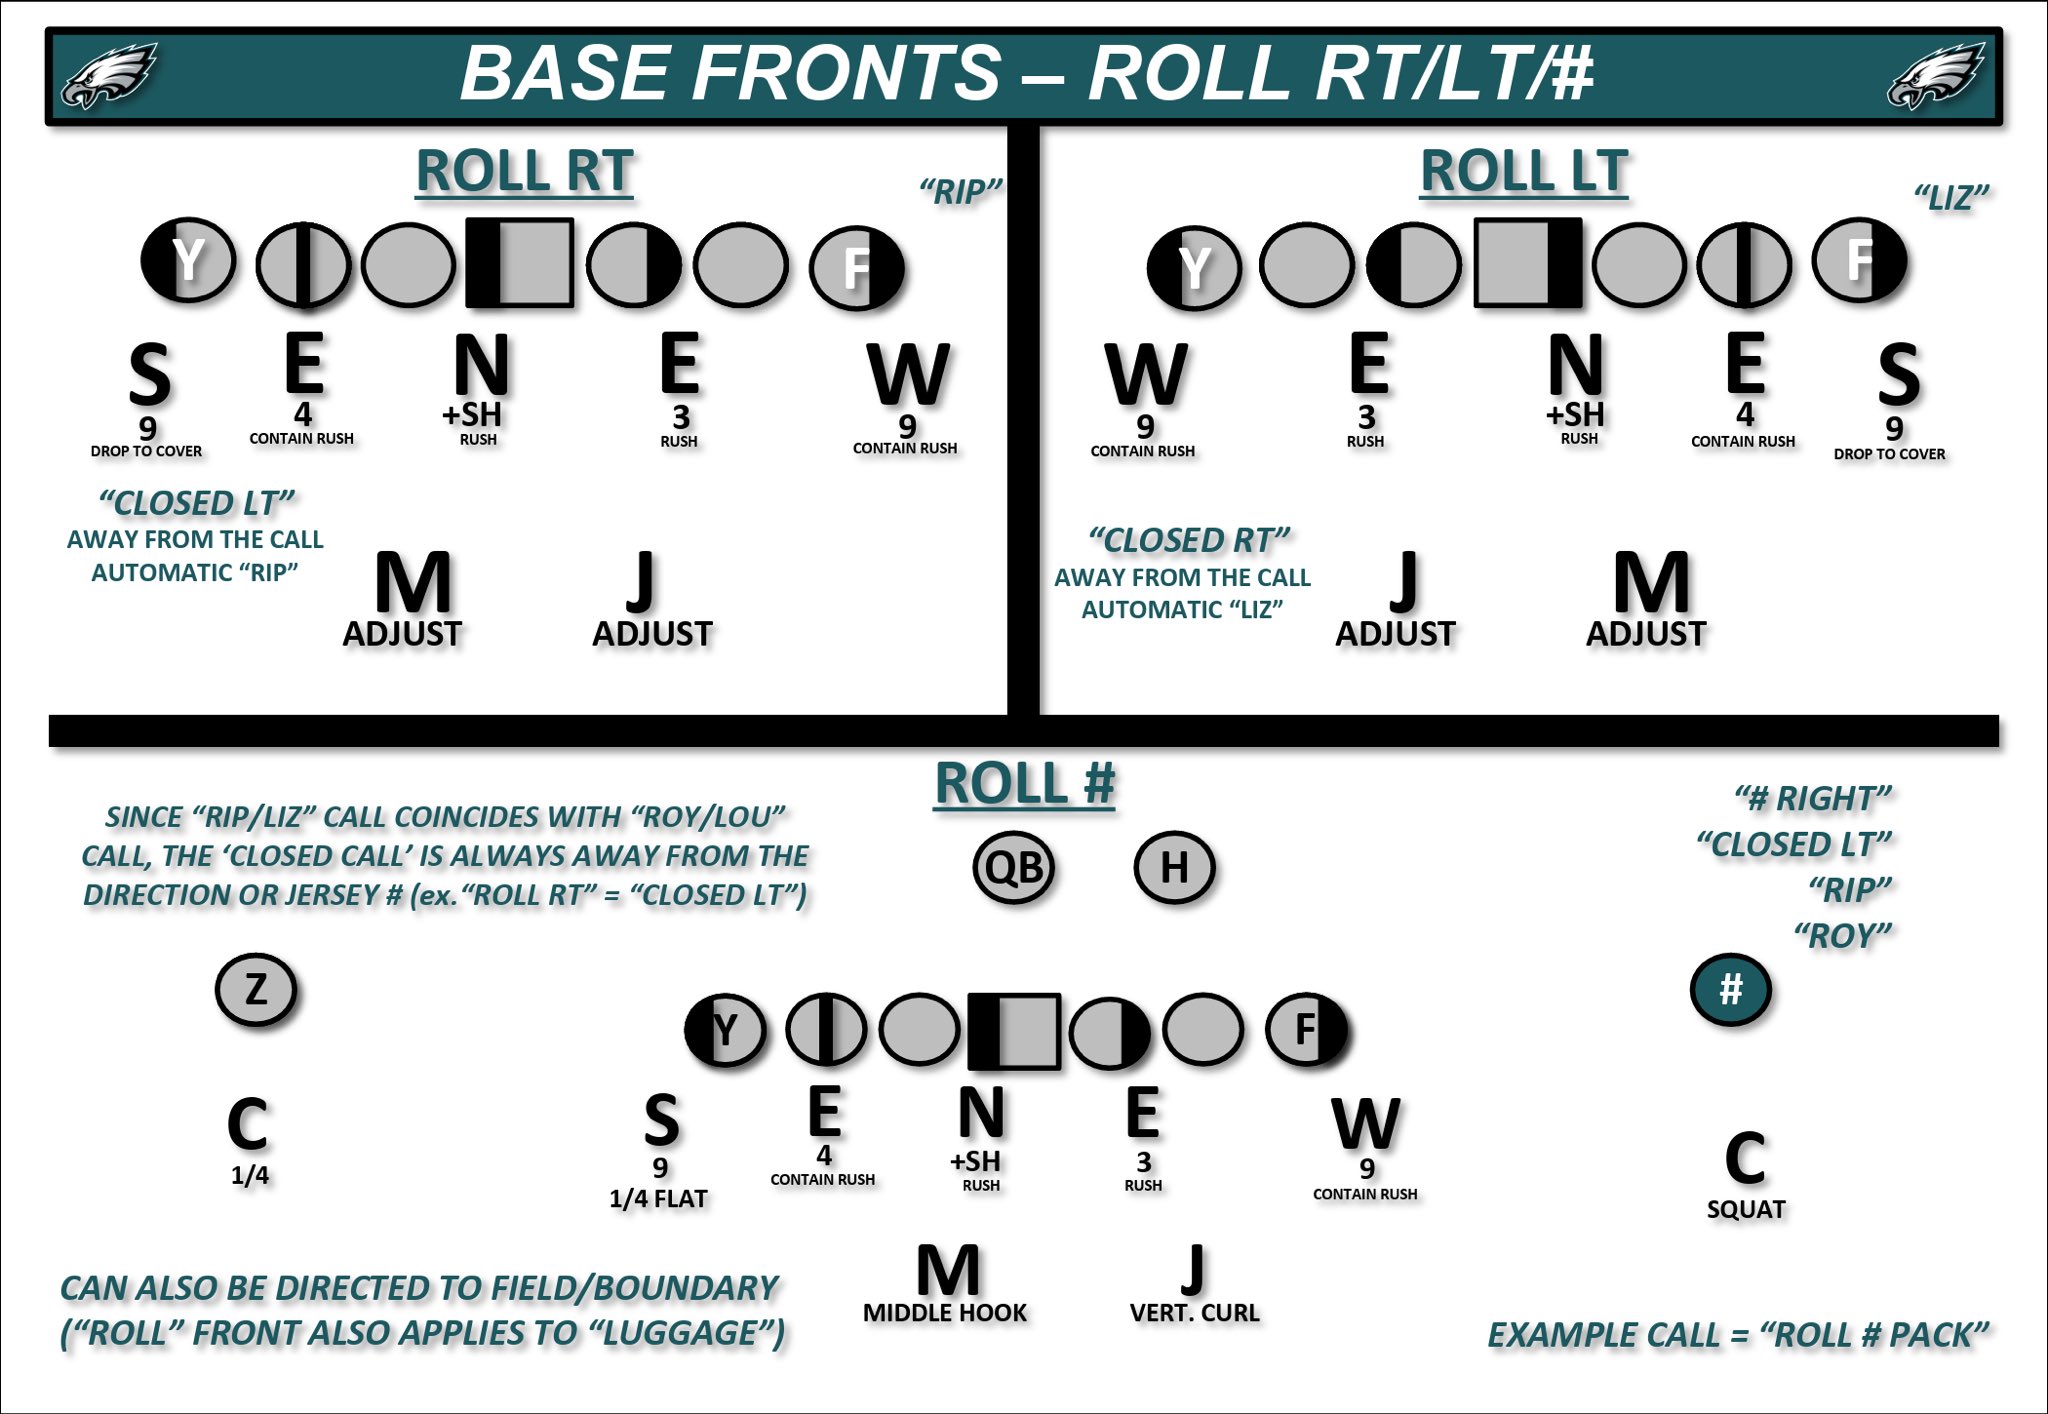 BASE FRONTS – ROLL RT/LT/#
ROLL RT
“RIP”
Y
F
S
E
N
E
W
9
4
+SH
3
9
DROP TO COVER
CONTAIN RUSH
RUSH
RUSH
CONTAIN RUSH
“CLOSED LT”
AWAY FROM THE CALL
AUTOMATIC “RIP”
M
J
ADJUST
ADJUST
ROLL LT
“LIZ”
Y
F
W
E
N
E
S
9
3
+SH
4
9
CONTAIN RUSH
RUSH
RUSH
CONTAIN RUSH
DROP TO COVER
“CLOSED RT”
AWAY FROM THE CALL
AUTOMATIC “LIZ”
J
M
ADJUST
ADJUST
ROLL #
SINCE “RIP/LIZ” CALL COINCIDES WITH “ROY/LOU”
CALL, THE ‘CLOSED CALL’ IS ALWAYS AWAY FROM THE
DIRECTION OR JERSEY # (ex.“ROLL RT” = “CLOSED LT”)
“# RIGHT”
“CLOSED LT”
“RIP”
“ROY”
QB
H
Z
#
Y
F
C
S
E
N
E
W
C
1/4
9
4
+SH
3
9
SQUAT
1/4 FLAT
CONTAIN RUSH
RUSH
RUSH
CONTAIN RUSH
M
J
MIDDLE HOOK
VERT. CURL
CAN ALSO BE DIRECTED TO FIELD/BOUNDARY
(“ROLL” FRONT ALSO APPLIES TO “LUGGAGE”)
EXAMPLE CALL = “ROLL # PACK”